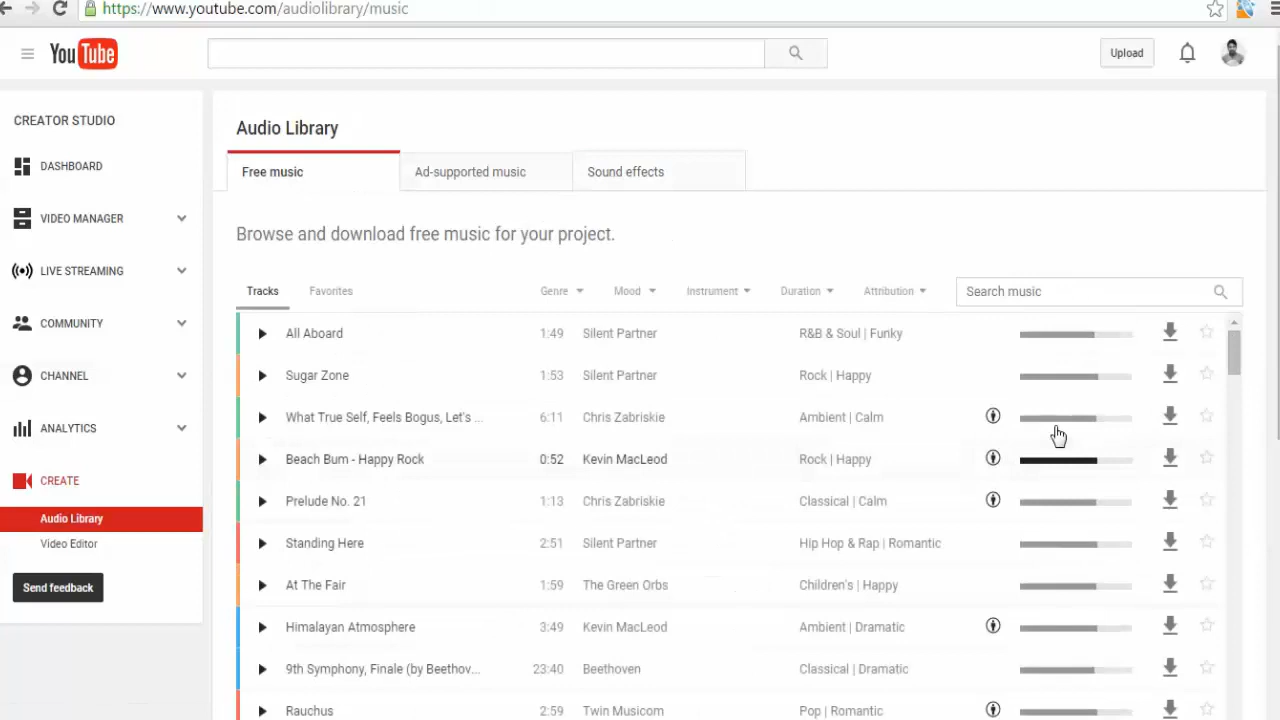 https://www.youtube.com/audiolibrary/music
YouTube
Upload
CREATOR STUDIO
DASHBOARD
VIDEO MANAGER
LIVE STREAMING
COMMUNITY
CHANNEL
ANALYTICS
CREATE
Audio Library
Video Editor
Send feedback
Audio Library
Free music Ad-supported music Sound effects
Browse and download free music for your project.
Tracks Favorites Genre Mood Instrument Duration Attribution Search music
All Aboard 1:49 Silent Partner R&B & Soul | Funky
Sugar Zone 1:53 Silent Partner Rock | Happy
What True Self, Feels Bogus, Let's ... 6:11 Chris Zabriskie Ambient | Calm
Beach Bum - Happy Rock 0:52 Kevin MacLeod Rock | Happy
Prelude No. 21 1:13 Chris Zabriskie Classical | Calm
Standing Here 2:51 Silent Partner Hip Hop & Rap | Romantic
At The Fair 1:59 The Green Orbs Children's | Happy
Himalayan Atmosphere 3:49 Kevin MacLeod Ambient | Dramatic
9th Symphony, Finale (by Beethov... 23:40 Beethoven Classical | Dramatic
Rauchus 2:59 Twin Musicom Pop | Romantic